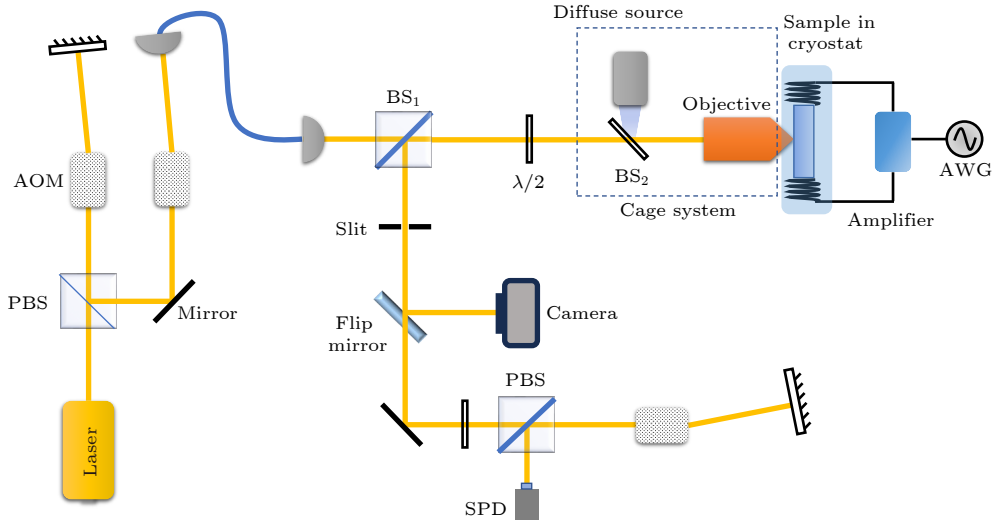 Diffuse source
Sample in
cryostat
BS₁
Objective
AOM
λ/2
BS₂
AWG
Cage system
Amplifier
Slit
PBS
Mirror
Flip
mirror
Camera
PBS
Laser
SPD